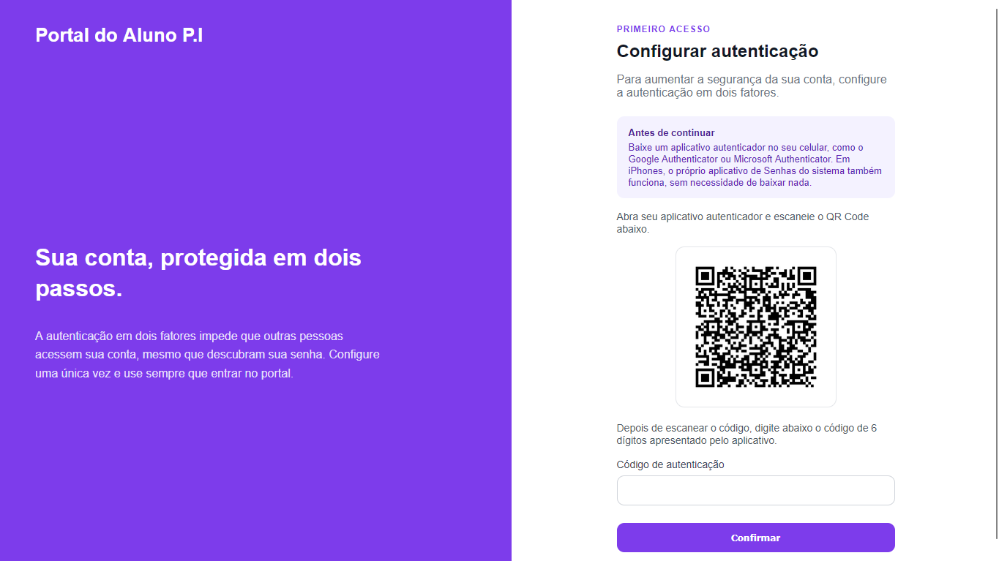 Portal do Aluno P.I
Sua conta, protegida em dois
passos.
A autenticação em dois fatores impede que outras pessoas
acessem sua conta, mesmo que descubram sua senha. Configure
uma única vez e use sempre que entrar no portal.
PRIMEIRO ACESSO
Configurar autenticação
Para aumentar a segurança da sua conta, configure
a autenticação em dois fatores.
Antes de continuar
Baixe um aplicativo autenticador no seu celular, como o
Google Authenticator ou Microsoft Authenticator. Em
iPhones, o próprio aplicativo de Senhas do sistema também
funciona, sem necessidade de baixar nada.
Abra seu aplicativo autenticador e escaneie o QR Code
abaixo.
Depois de escanear o código, digite abaixo o código de 6
dígitos apresentado pelo aplicativo.
Código de autenticação
Confirmar